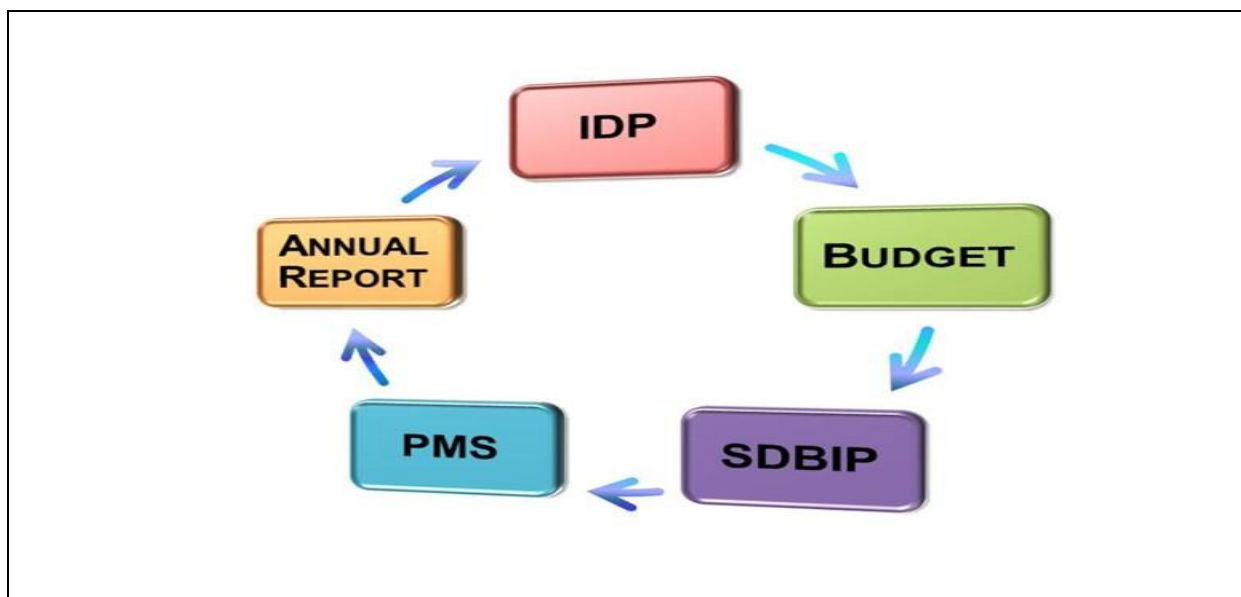 IDP
BUDGET
SDBIP
PMS
ANNUAL
REPORT